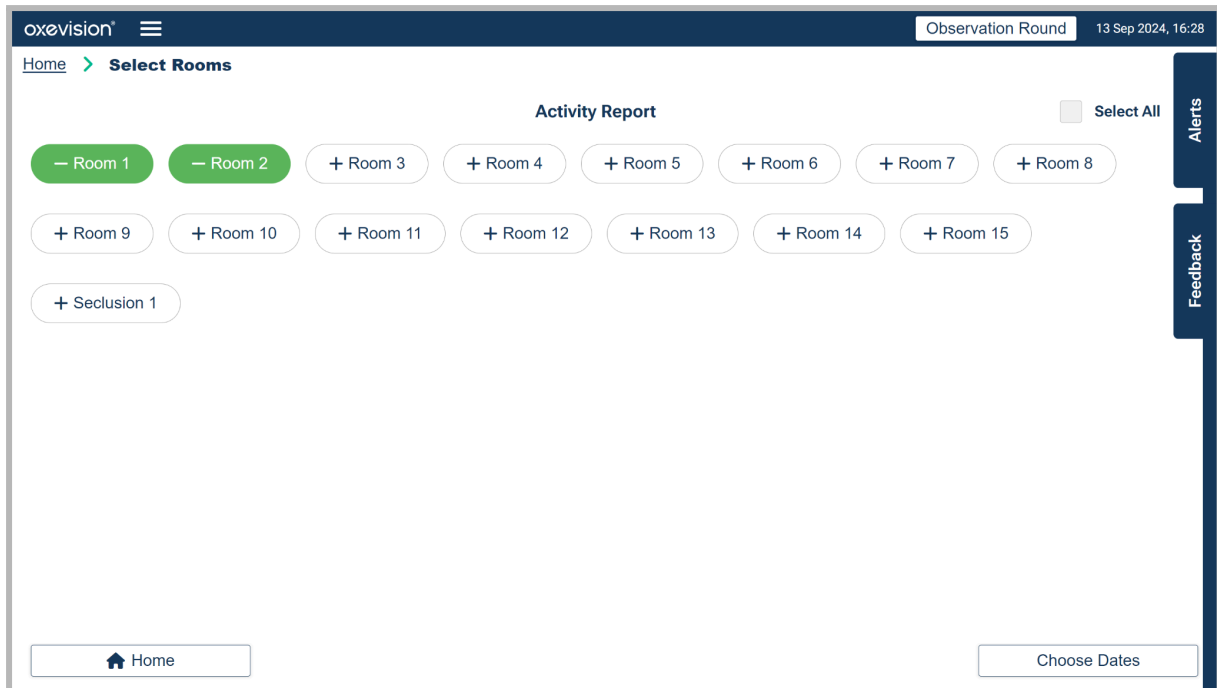 oxevision® Observation Round 13 Sep 2024, 16:28
Home > Select Rooms
Activity Report Select All
− Room 1 − Room 2 + Room 3 + Room 4 + Room 5 + Room 6 + Room 7 + Room 8
+ Room 9 + Room 10 + Room 11 + Room 12 + Room 13 + Room 14 + Room 15
+ Seclusion 1
Alerts
Feedback
Home Choose Dates